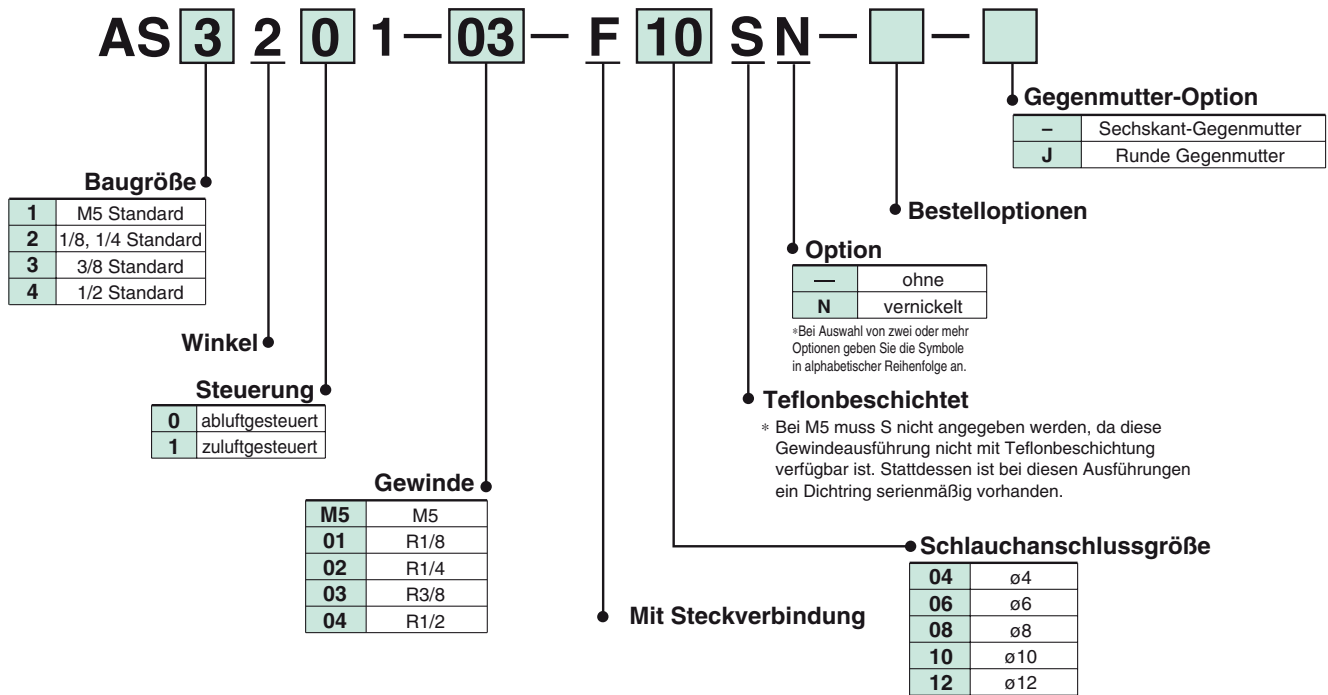 AS 3 2 0 1 — 03 — F 10 S N — —
Gegenmutter-Option
– Sechskant-Gegenmutter
J Runde Gegenmutter
Baugröße
1 M5 Standard
2 1/8, 1/4 Standard
3 3/8 Standard
4 1/2 Standard
Bestelloptionen
Option
— ohne
N vernickelt
*Bei Auswahl von zwei oder mehr
Optionen geben Sie die Symbole
in alphabetischer Reihenfolge an.
Winkel
Steuerung
0 abluftgesteuert
1 zuluftgesteuert
Teflonbeschichtet
* Bei M5 muss S nicht angegeben werden, da diese
Gewindeausführung nicht mit Teflonbeschichtung
verfügbar ist. Stattdessen ist bei diesen Ausführungen
ein Dichtring serienmäßig vorhanden.
Gewinde
M5 M5
01 R1/8
02 R1/4
03 R3/8
04 R1/2
Mit Steckverbindung
Schlauchanschlussgröße
04 ø4
06 ø6
08 ø8
10 ø10
12 ø12